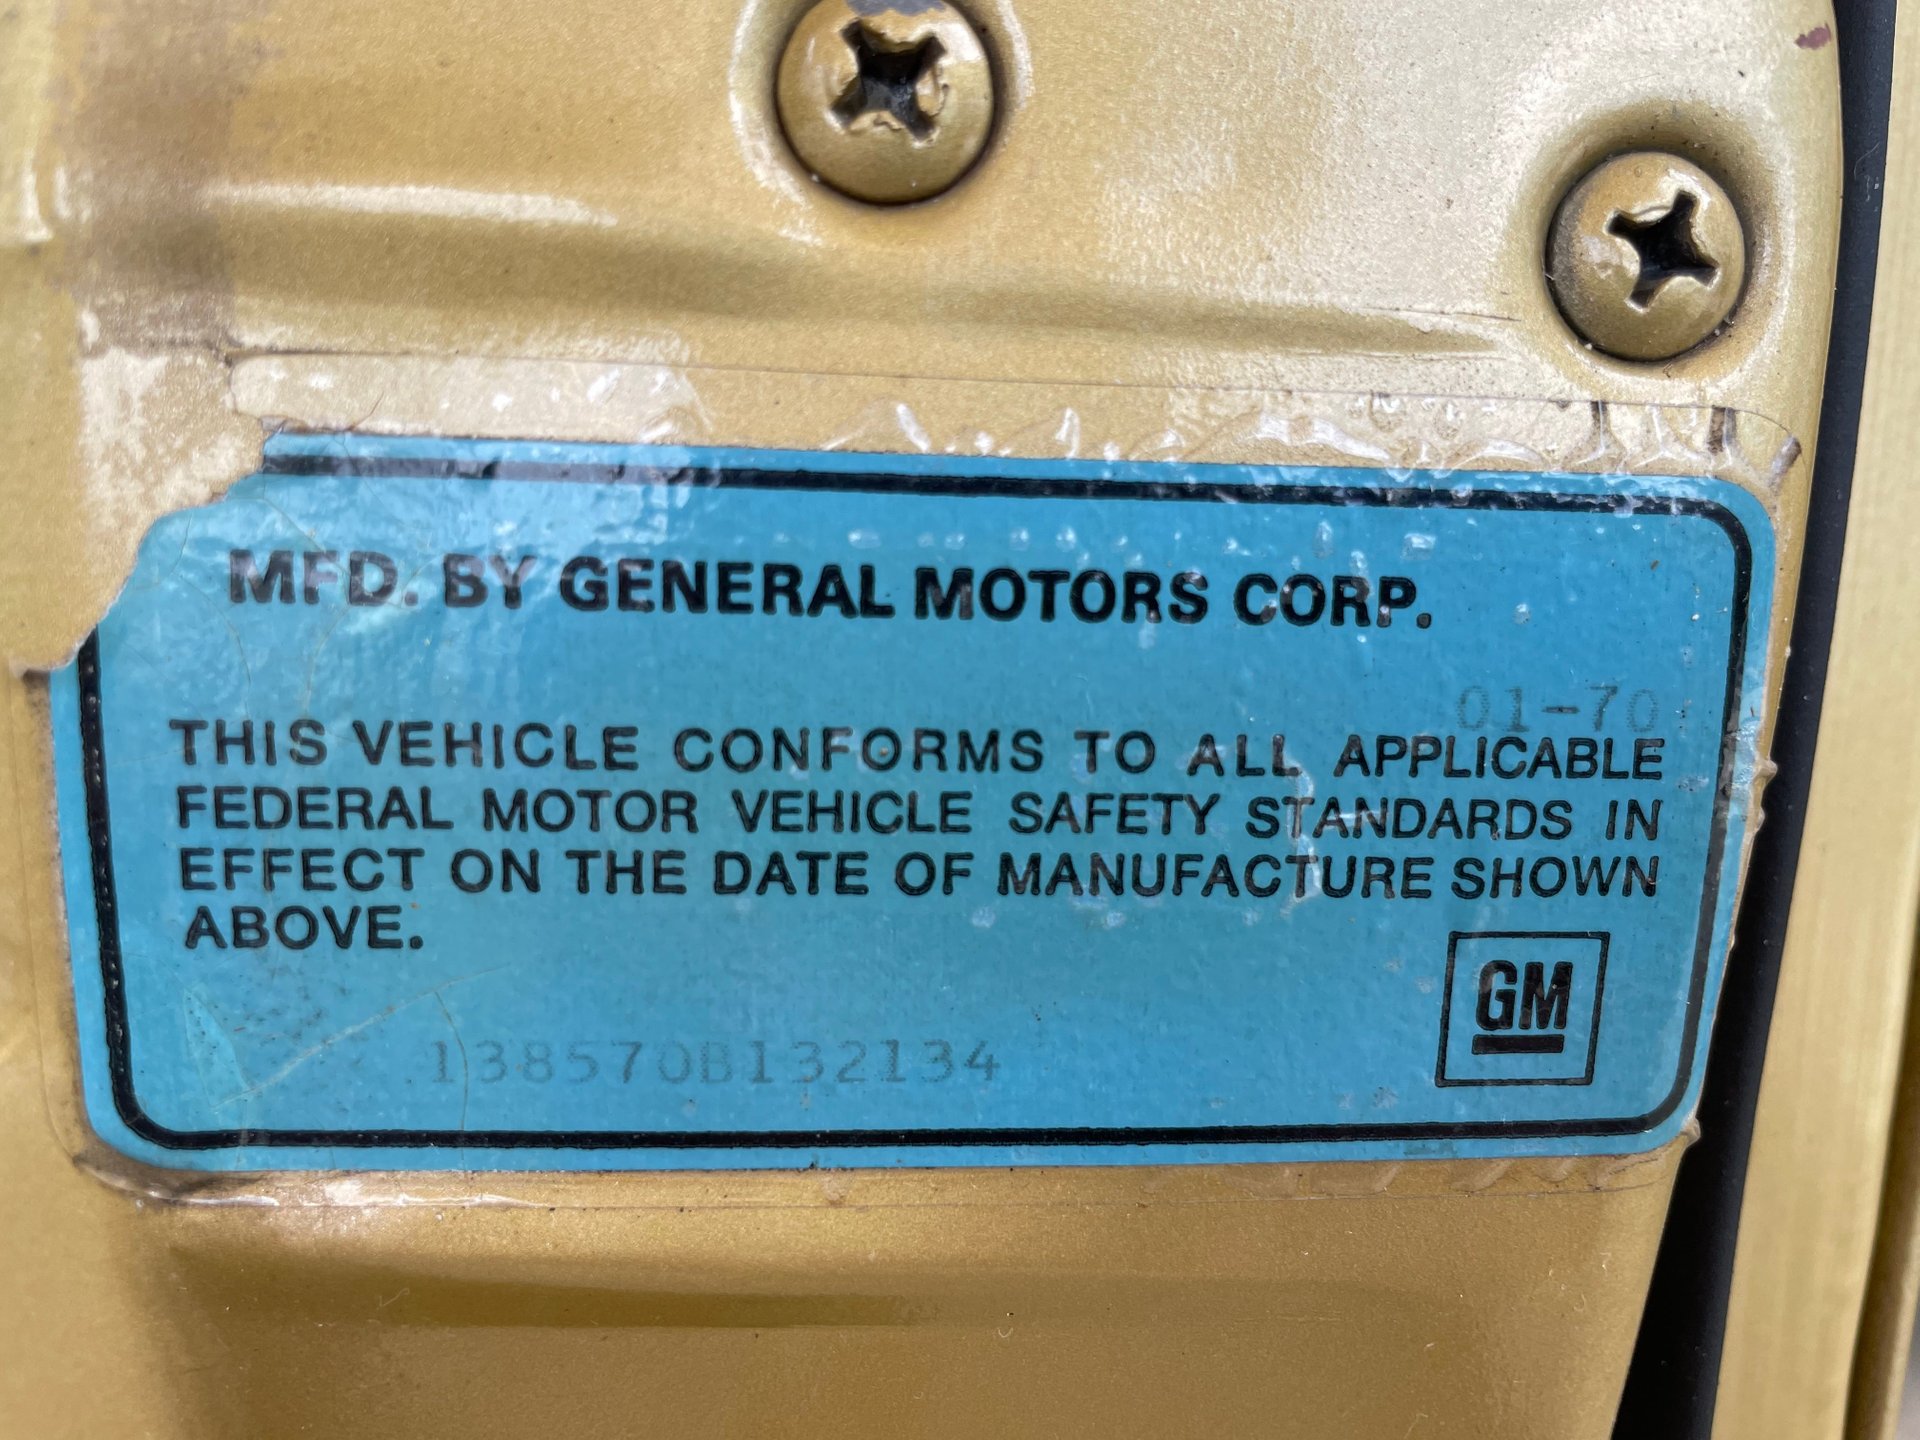 MFD. BY GENERAL MOTORS CORP.
01-70
THIS VEHICLE CONFORMS TO ALL APPLICABLE
FEDERAL MOTOR VEHICLE SAFETY STANDARDS IN
EFFECT ON THE DATE OF MANUFACTURE SHOWN
ABOVE.
GM
138570B132134